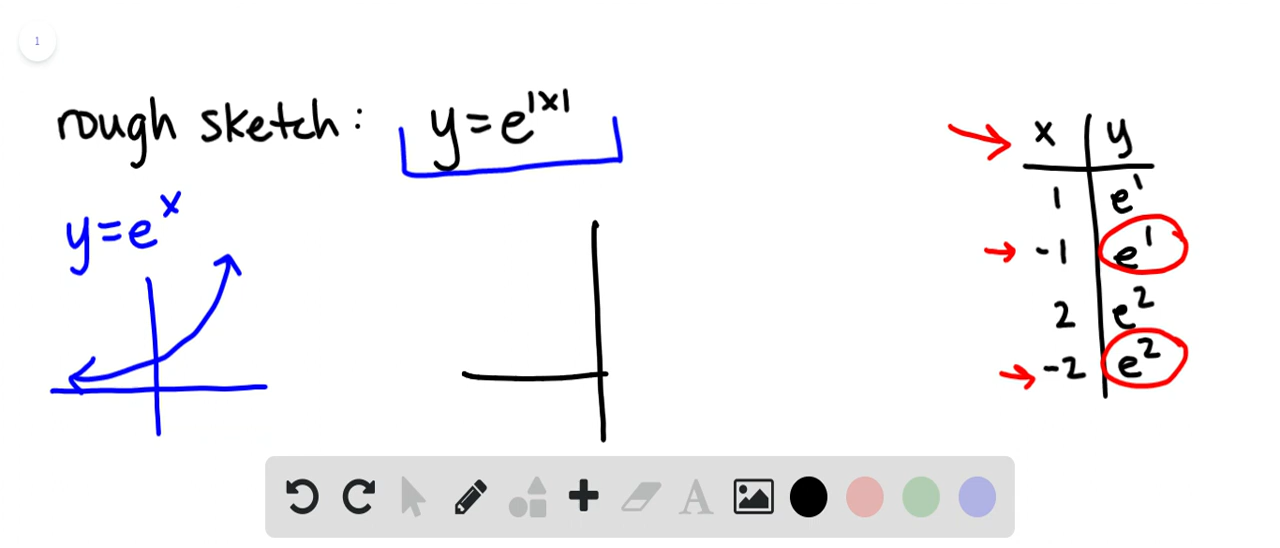 1
rough sketch: y=e^|x|
y=e^x
x y
1 e^1
-1 e^1
2 e^2
-2 e^2
A